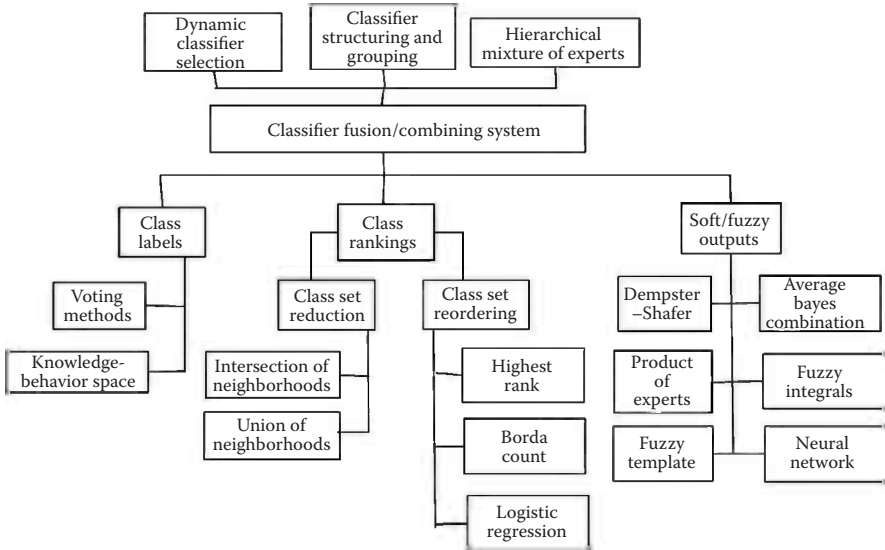 Dynamic
classifier
selection
Classifier
structuring and
grouping
Hierarchical
mixture of experts
Classifier fusion/combining system
Class
labels
Class
rankings
Soft/fuzzy
outputs
Voting
methods
Knowledge-
behavior space
Class set
reduction
Intersection of
neighborhoods
Union of
neighborhoods
Class set
reordering
Highest
rank
Borda
count
Logistic
regression
Dempster
–Shafer
Average
bayes
combination
Product
of experts
Fuzzy
integrals
Fuzzy
template
Neural
network